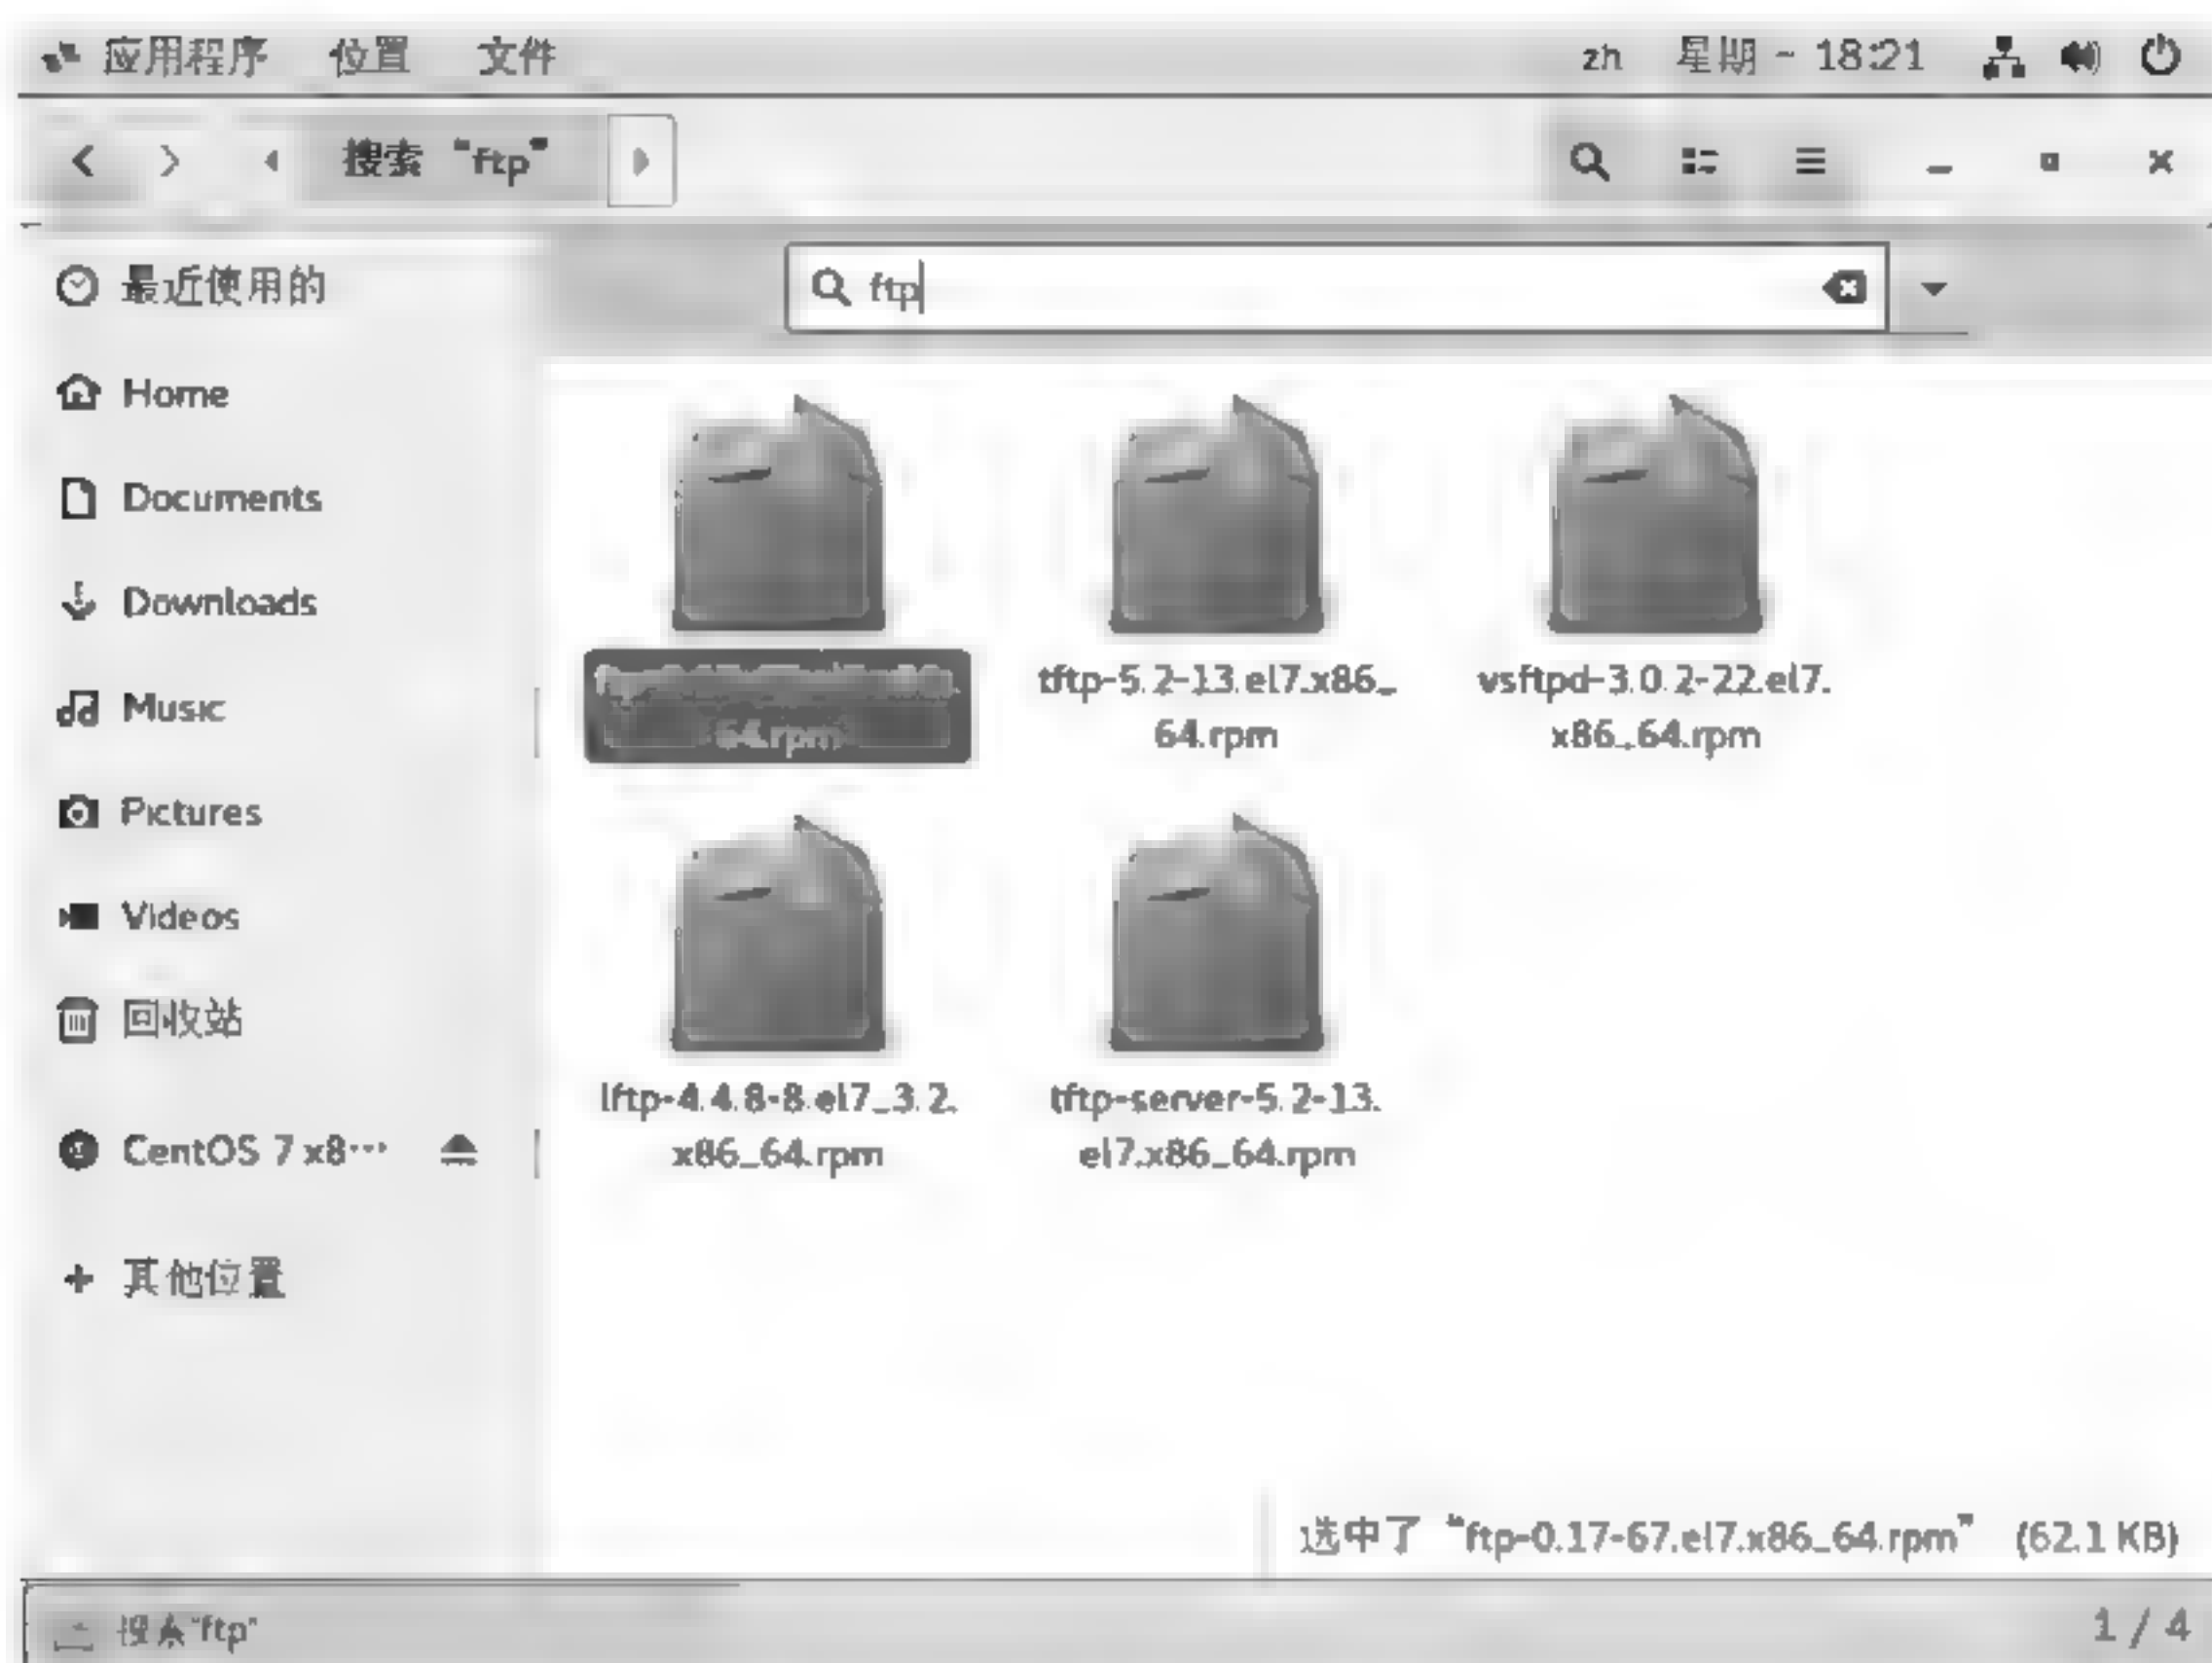 应用程序 位置 文件 zh 星期一 18:21
搜索 “ftp”
ftp
最近使用的
Home
Documents
Downloads
Music
Pictures
Videos
回收站
CentOS 7 x8…
其他位置
64.rpm
tftp-5.2-13.el7.x86_
64.rpm
vsftpd-3.0.2-22.el7.
x86_64.rpm
lftp-4.4.8-8.el7_3.2.
x86_64.rpm
tftp-server-5.2-13.
el7.x86_64.rpm
选中了 “ftp-0.17-67.el7.x86_64.rpm” (62.1 KB)
搜索"ftp"
1 / 4